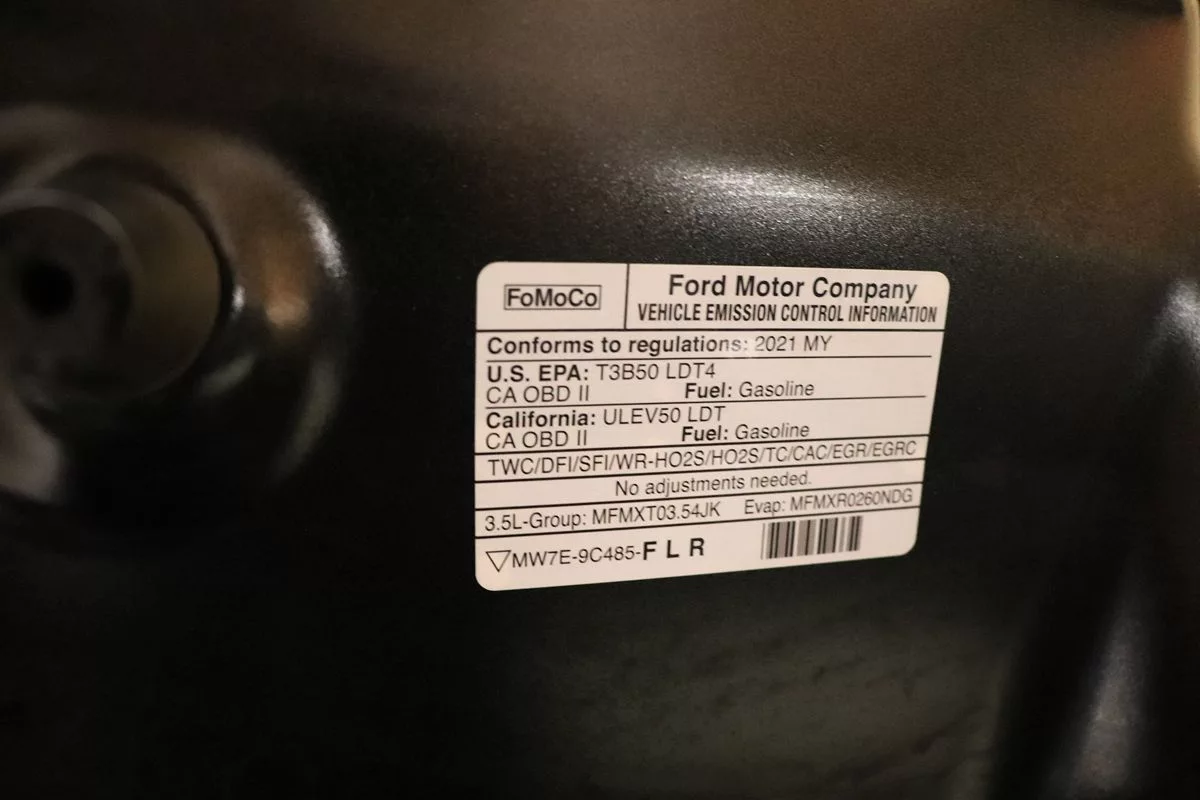 FoMoCo
Ford Motor Company
VEHICLE EMISSION CONTROL INFORMATION
Conforms to regulations: 2021 MY
U.S. EPA: T3B50 LDT4
CA OBD II Fuel: Gasoline
California: ULEV50 LDT
CA OBD II Fuel: Gasoline
TWC/DFI/SFI/WR-HO2S/HO2S/TC/CAC/EGR/EGRC
No adjustments needed.
3.5L-Group: MFMXT03.54JK Evap: MFMXR0260NDG
MW7E-9C485-F L R